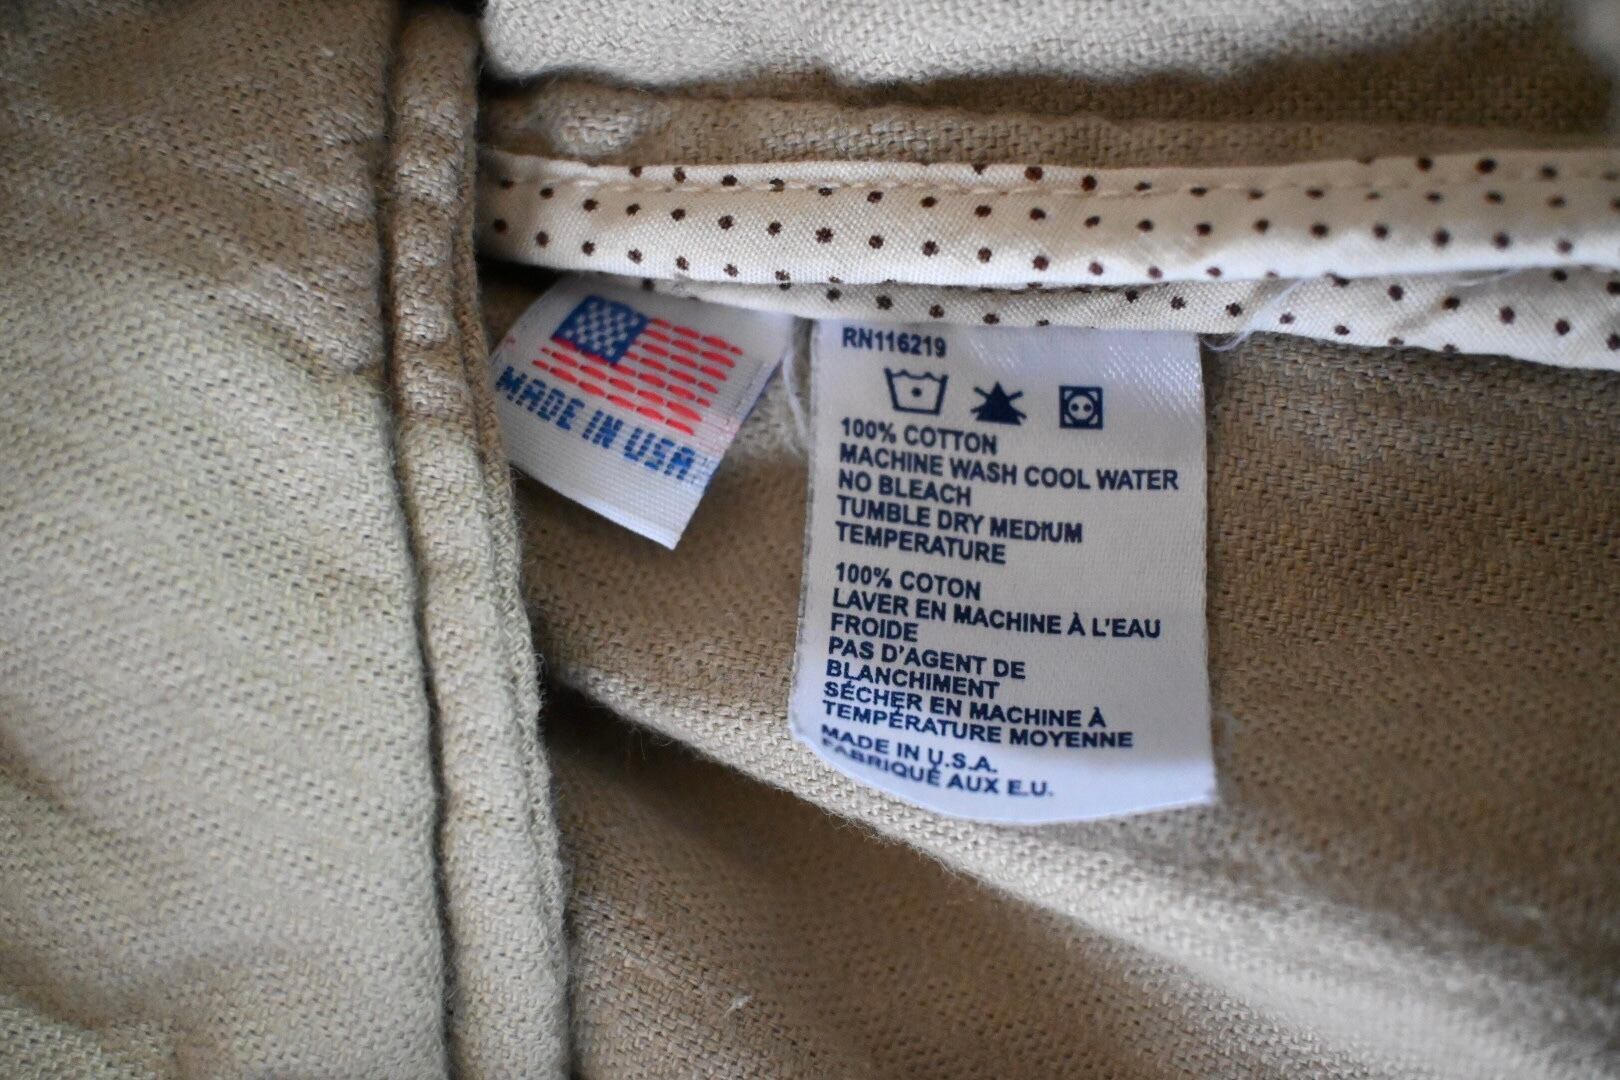 MADE IN USA
RN116219
100% COTTON
MACHINE WASH COOL WATER
NO BLEACH
TUMBLE DRY MEDIUM
TEMPERATURE
100% COTON
LAVER EN MACHINE À L'EAU
FROIDE
PAS D'AGENT DE
BLANCHIMENT
SÉCHER EN MACHINE À
TEMPÉRATURE MOYENNE
MADE IN U.S.A.
FABRIQUÉ AUX E.U.